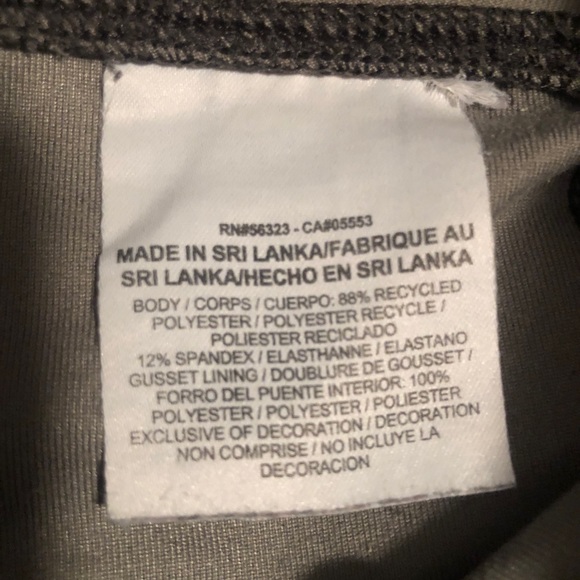 RN#56323 - CA#05553
MADE IN SRI LANKA/FABRIQUE AU
SRI LANKA/HECHO EN SRI LANKA
BODY / CORPS / CUERPO: 88% RECYCLED
POLYESTER / POLYESTER RECYCLE /
POLIESTER RECICLADO
12% SPANDEX / ELASTHANNE / ELASTANO
GUSSET LINING / DOUBLURE DE GOUSSET /
FORRO DEL PUENTE INTERIOR: 100%
POLYESTER / POLYESTER / POLIESTER
EXCLUSIVE OF DECORATION / DECORATION
NON COMPRISE / NO INCLUYE LA
DECORACION